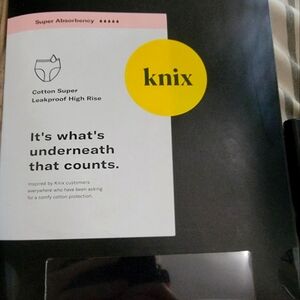 Super Absorbency
knix
Cotton Super
Leakproof High Rise
It's what's
underneath
that counts.
Inspired by Knix customers
everywhere who have been asking
for a comfy cotton protection.